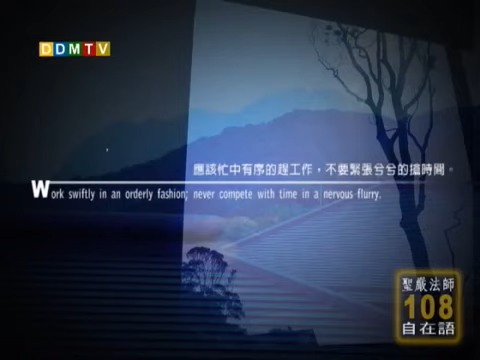 DDMTV
應該忙中有序的趕工作，不要緊張兮兮的搶時間。
Work swiftly in an orderly fashion; never compete with time in a nervous flurry.
聖嚴法師
108
自在語